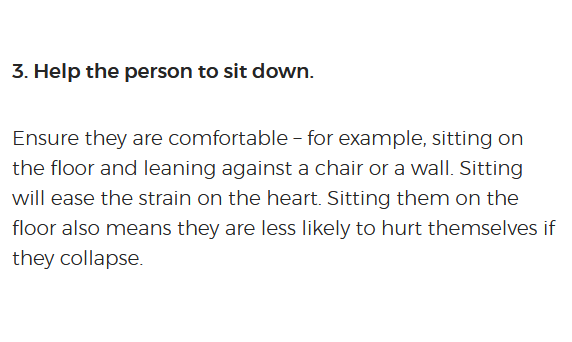 3. Help the person to sit down.
Ensure they are comfortable – for example, sitting on
the floor and leaning against a chair or a wall. Sitting
will ease the strain on the heart. Sitting them on the
floor also means they are less likely to hurt themselves if
they collapse.